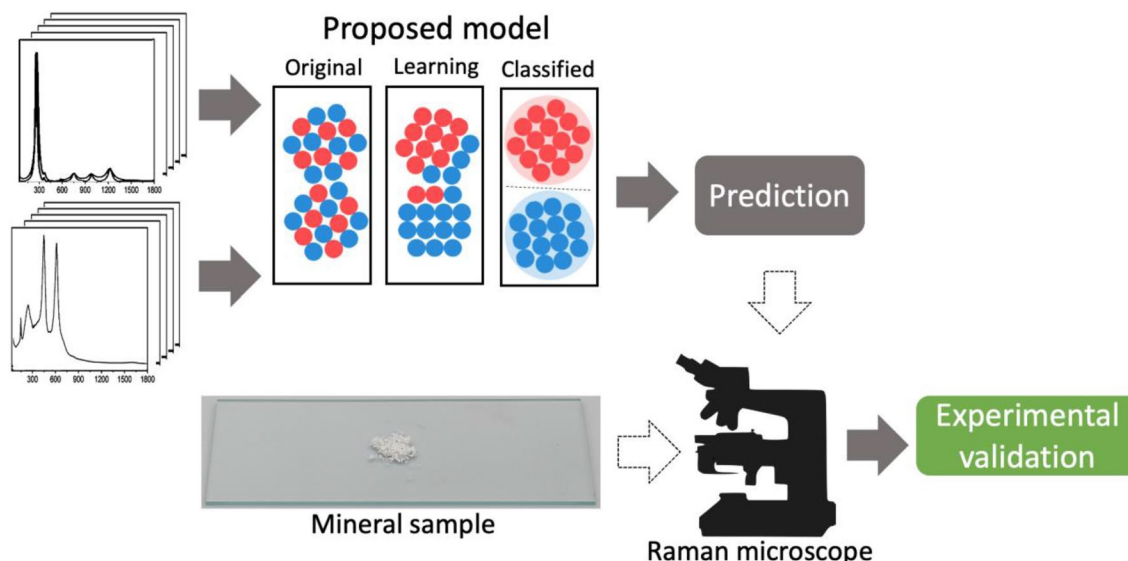 Proposed model
Original Learning Classified
300 600 900 1200 1500 1800
Prediction
300 600 900 1200 1500 1800
Experimental
validation
Mineral sample
Raman microscope